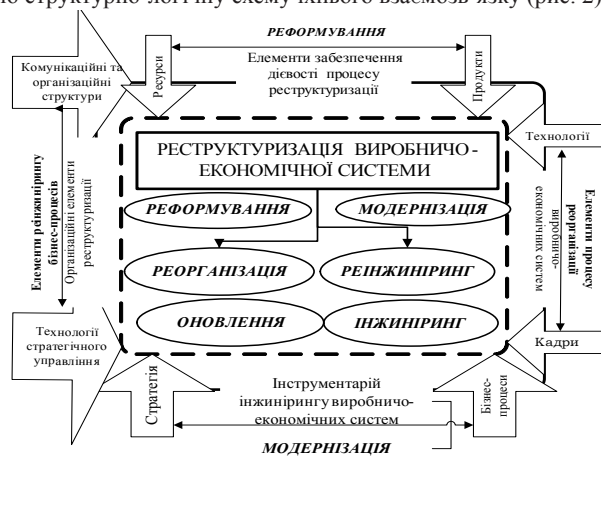 но структурно-логічну схему їхнього взаємозв'язку (рис. 2)
РЕФОРМУВАННЯ
Елементи забезпечення
дієвості процесу
реструктуризації
Комунікаційні та
організаційні
структури
Ресурси
Продукти
Технології
РЕСТРУКТУРИЗАЦІЯ ВИРОБНИЧО -
ЕКОНОМІЧНОЇ СИСТЕМИ
РЕФОРМУВАННЯ
МОДЕРНІЗАЦІЯ
РЕОРГАНІЗАЦІЯ
РЕІНЖИНІРИНГ
ОНОВЛЕННЯ
ІНЖИНІРИНГ
Елементи реінжинірингу
бізнес-процесів
Організаційні елементи
реструктуризації
Елементи процесу
реорганізації
виробничо-
економічних систем
Технології
стратегічного
управління
Кадри
Стратегія
Бізнес-
процеси
Інструментарій
інжинірингу виробничо-
економічних систем
МОДЕРНІЗАЦІЯ